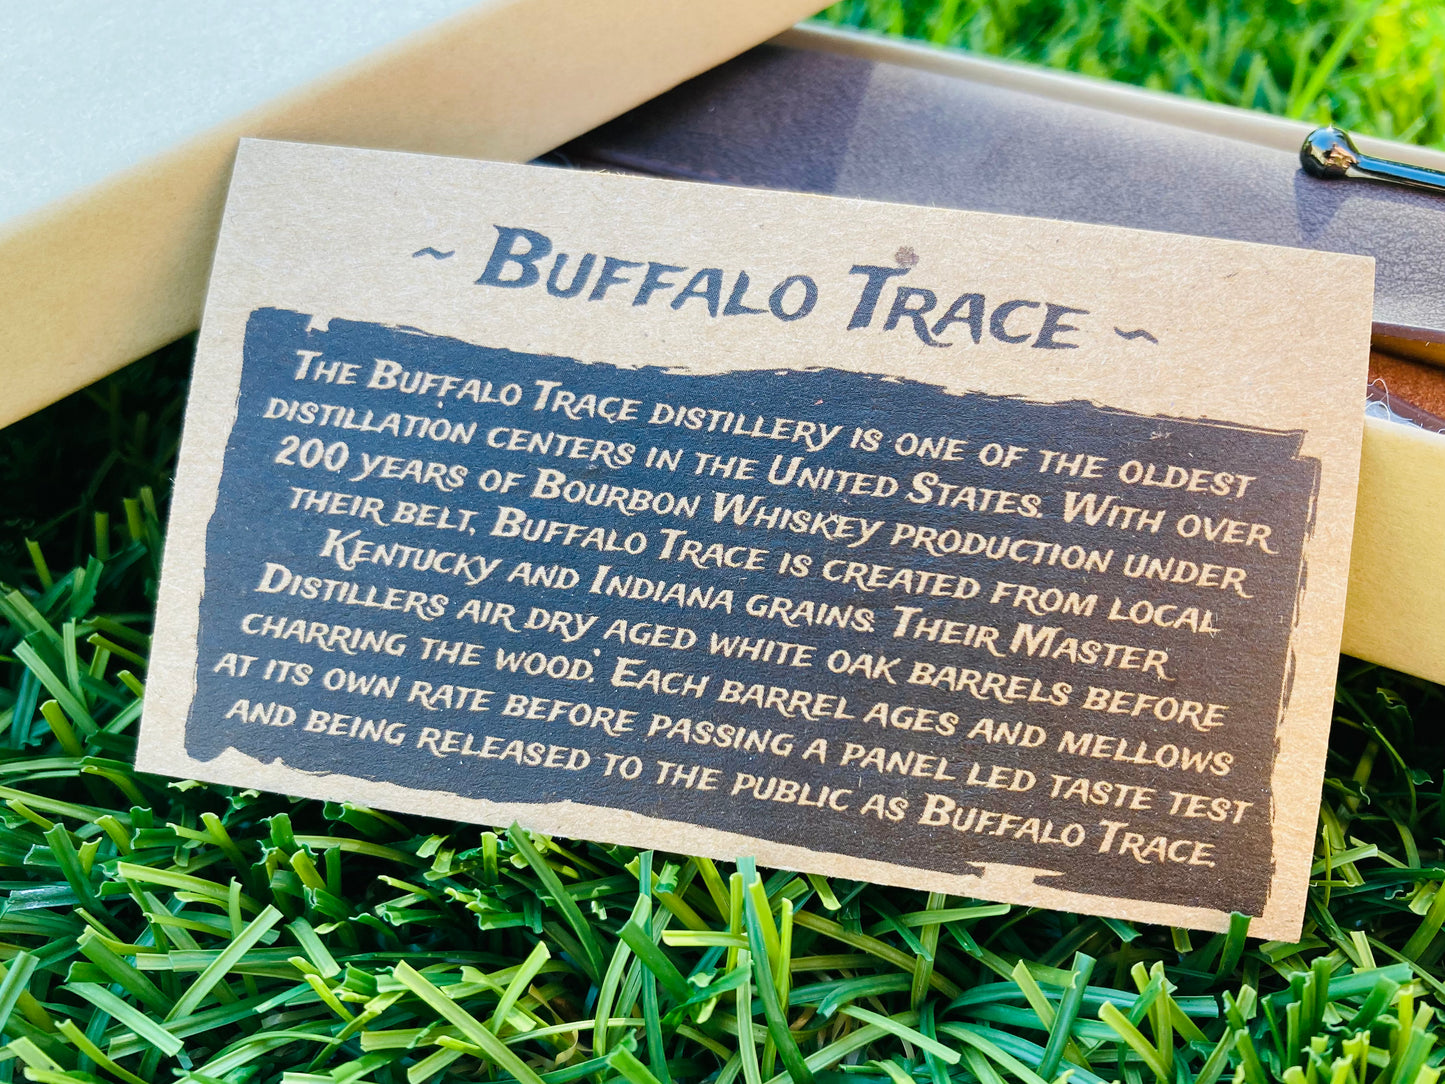 ~ Buffalo Trace ~
The Buffalo Trace distillery is one of the oldest
distillation centers in the United States. With over
200 years of Bourbon Whiskey production under
their belt, Buffalo Trace is created from local
Kentucky and Indiana grains. Their Master
Distillers air dry aged white oak barrels before
charring the wood. Each barrel ages and mellows
at its own rate before passing a panel led taste test
and being released to the public as Buffalo Trace.